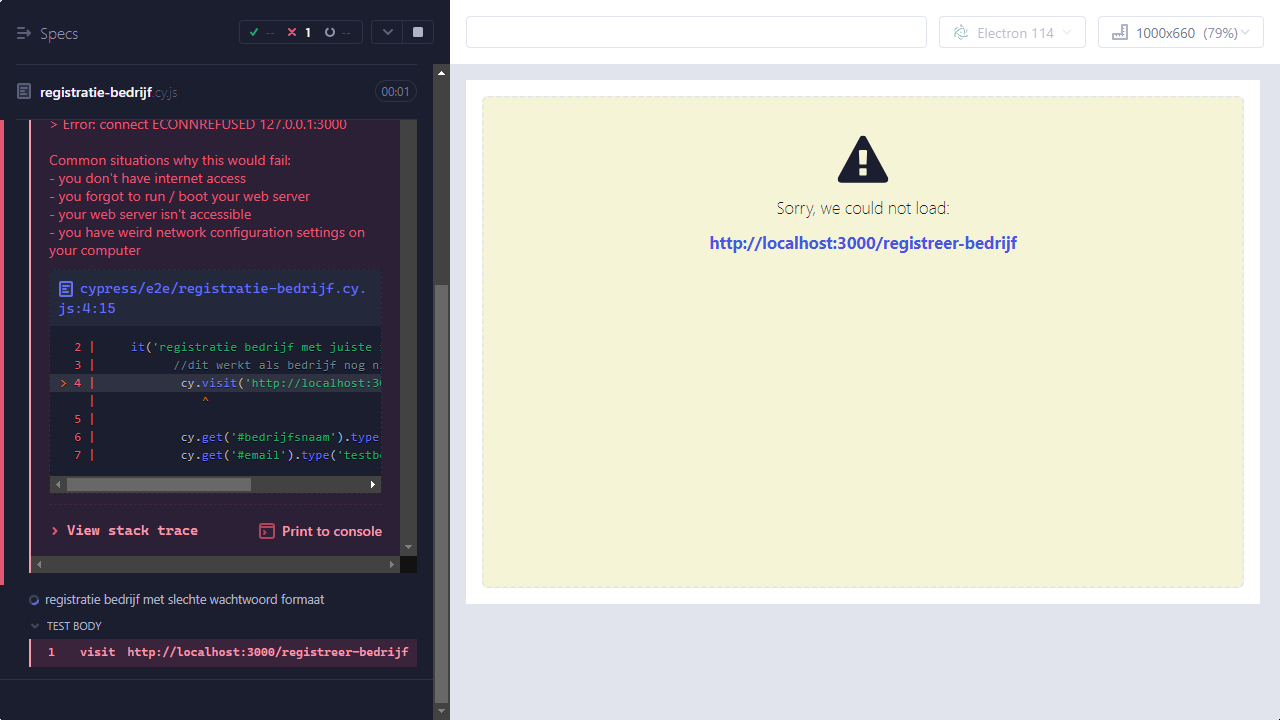 Specs
-- 1 --
Electron 114
1000x660 (79%)
registratie-bedrijf.cy.js
00:01
> Error: connect ECONNREFUSED 127.0.0.1:3000
Common situations why this would fail:
- you don't have internet access
- you forgot to run / boot your web server
- your web server isn't accessible
- you have weird network configuration settings on
your computer
cypress/e2e/registratie-bedrijf.cy.
js:4:15
2 | it('registratie bedrijf met juiste
3 | //dit werkt als bedrijf nog
> 4 | cy.visit('http://localhost:30
| ^
5 |
6 | cy.get('#bedrijfsnaam').type
7 | cy.get('#email').type('testb
> View stack trace
Print to console
registratie bedrijf met slechte wachtwoord formaat
TEST BODY
1 visit http://localhost:3000/registreer-bedrijf
Sorry, we could not load:
http://localhost:3000/registreer-bedrijf